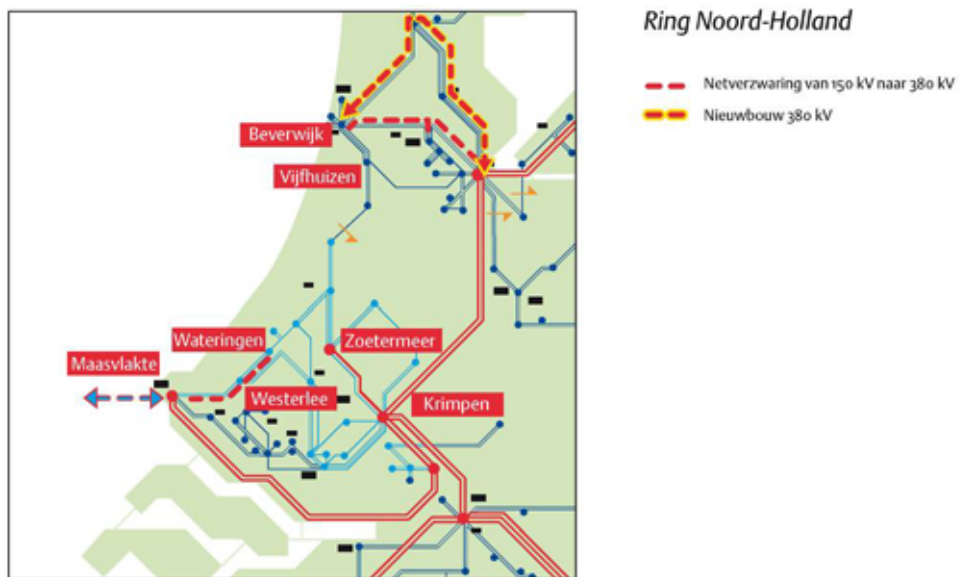 Ring Noord-Holland
Netverzwaring van 150 kV naar 380 kV
Nieuwbouw 380 kV
Beverwijk
Vijfhuizen
Wateringen
Zoetermeer
Maasvlakte
Westerlee
Krimpen